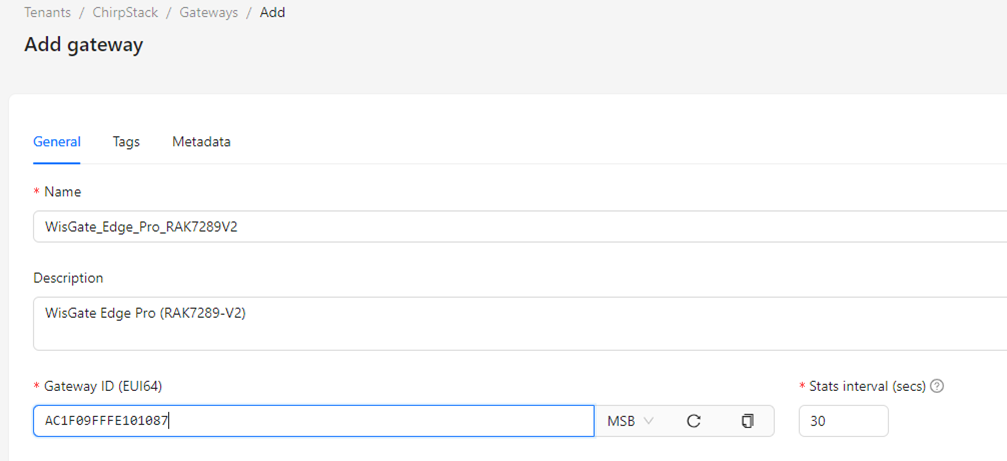 Tenants / ChirpStack / Gateways / Add
Add gateway
General Tags Metadata
* Name
WisGate_Edge_Pro_RAK7289V2
Description
WisGate Edge Pro (RAK7289-V2)
* Gateway ID (EUI64) * Stats interval (secs) ?
AC1F09FFFE101087 MSB 30